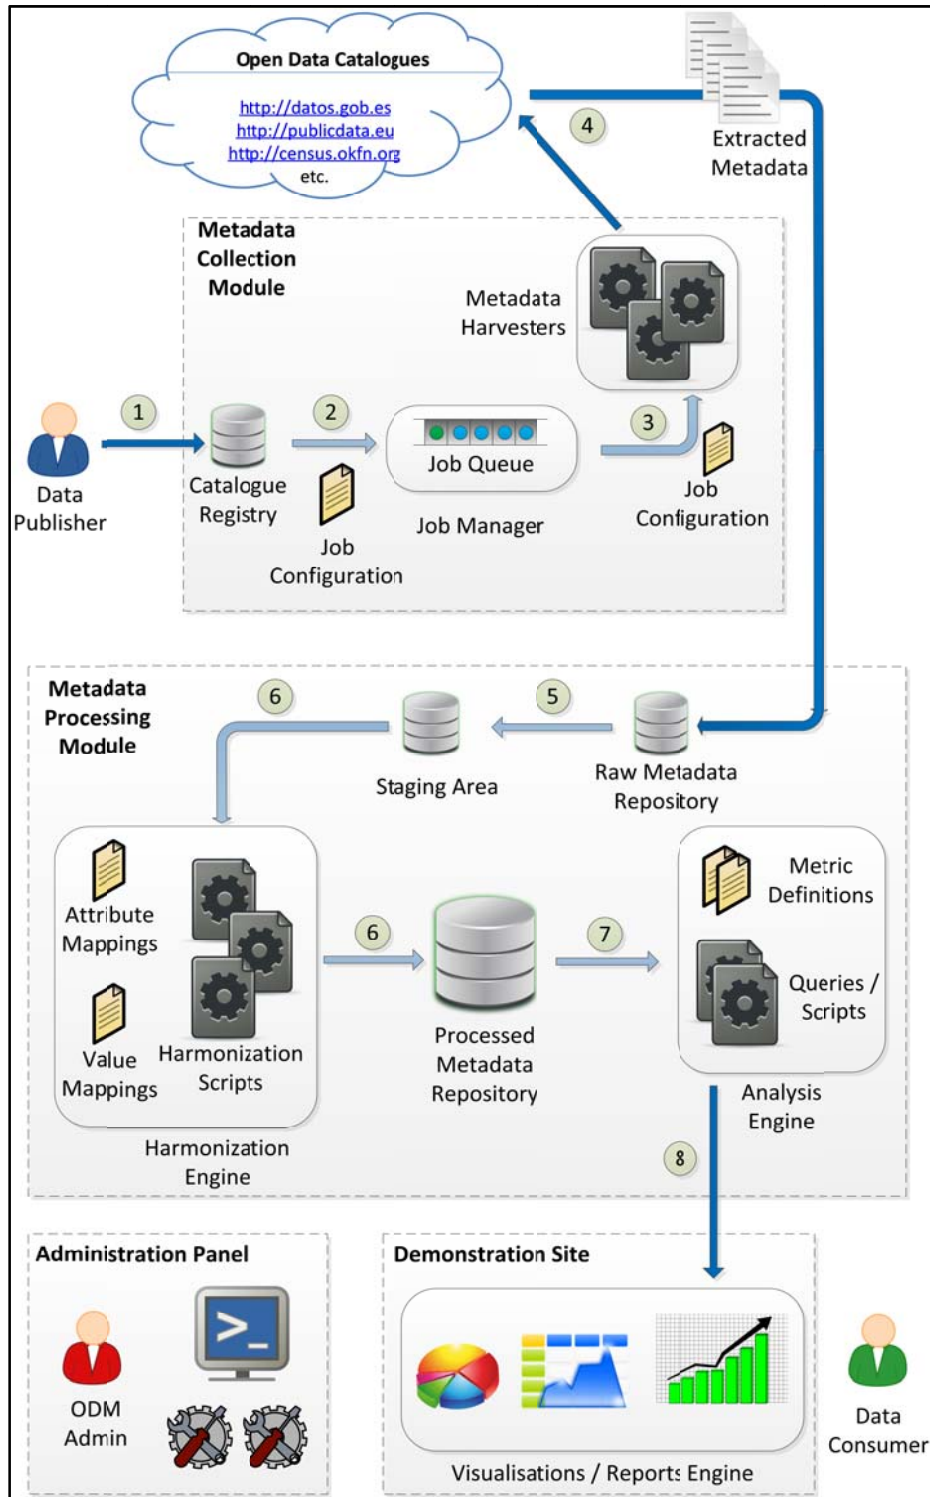 Open Data Catalogues
http://datos.gob.es
http://publicdata.eu
http://census.okfn.org
etc.
4
Extracted
Metadata
Metadata
Collection
Module
Metadata
Harvesters
1
2
3
Job Queue
Data
Publisher
Catalogue
Registry
Job Manager
Job
Configuration
Job
Configuration
Metadata
Processing
Module
6
5
Staging Area
Raw Metadata
Repository
Attribute
Mappings
Value
Mappings
Harmonization
Scripts
Harmonization
Engine
6
Processed
Metadata
Repository
7
Metric
Definitions
Queries /
Scripts
Analysis
Engine
8
Administration Panel
>_
ODM
Admin
Demonstration Site
Visualisations / Reports Engine
Data
Consumer